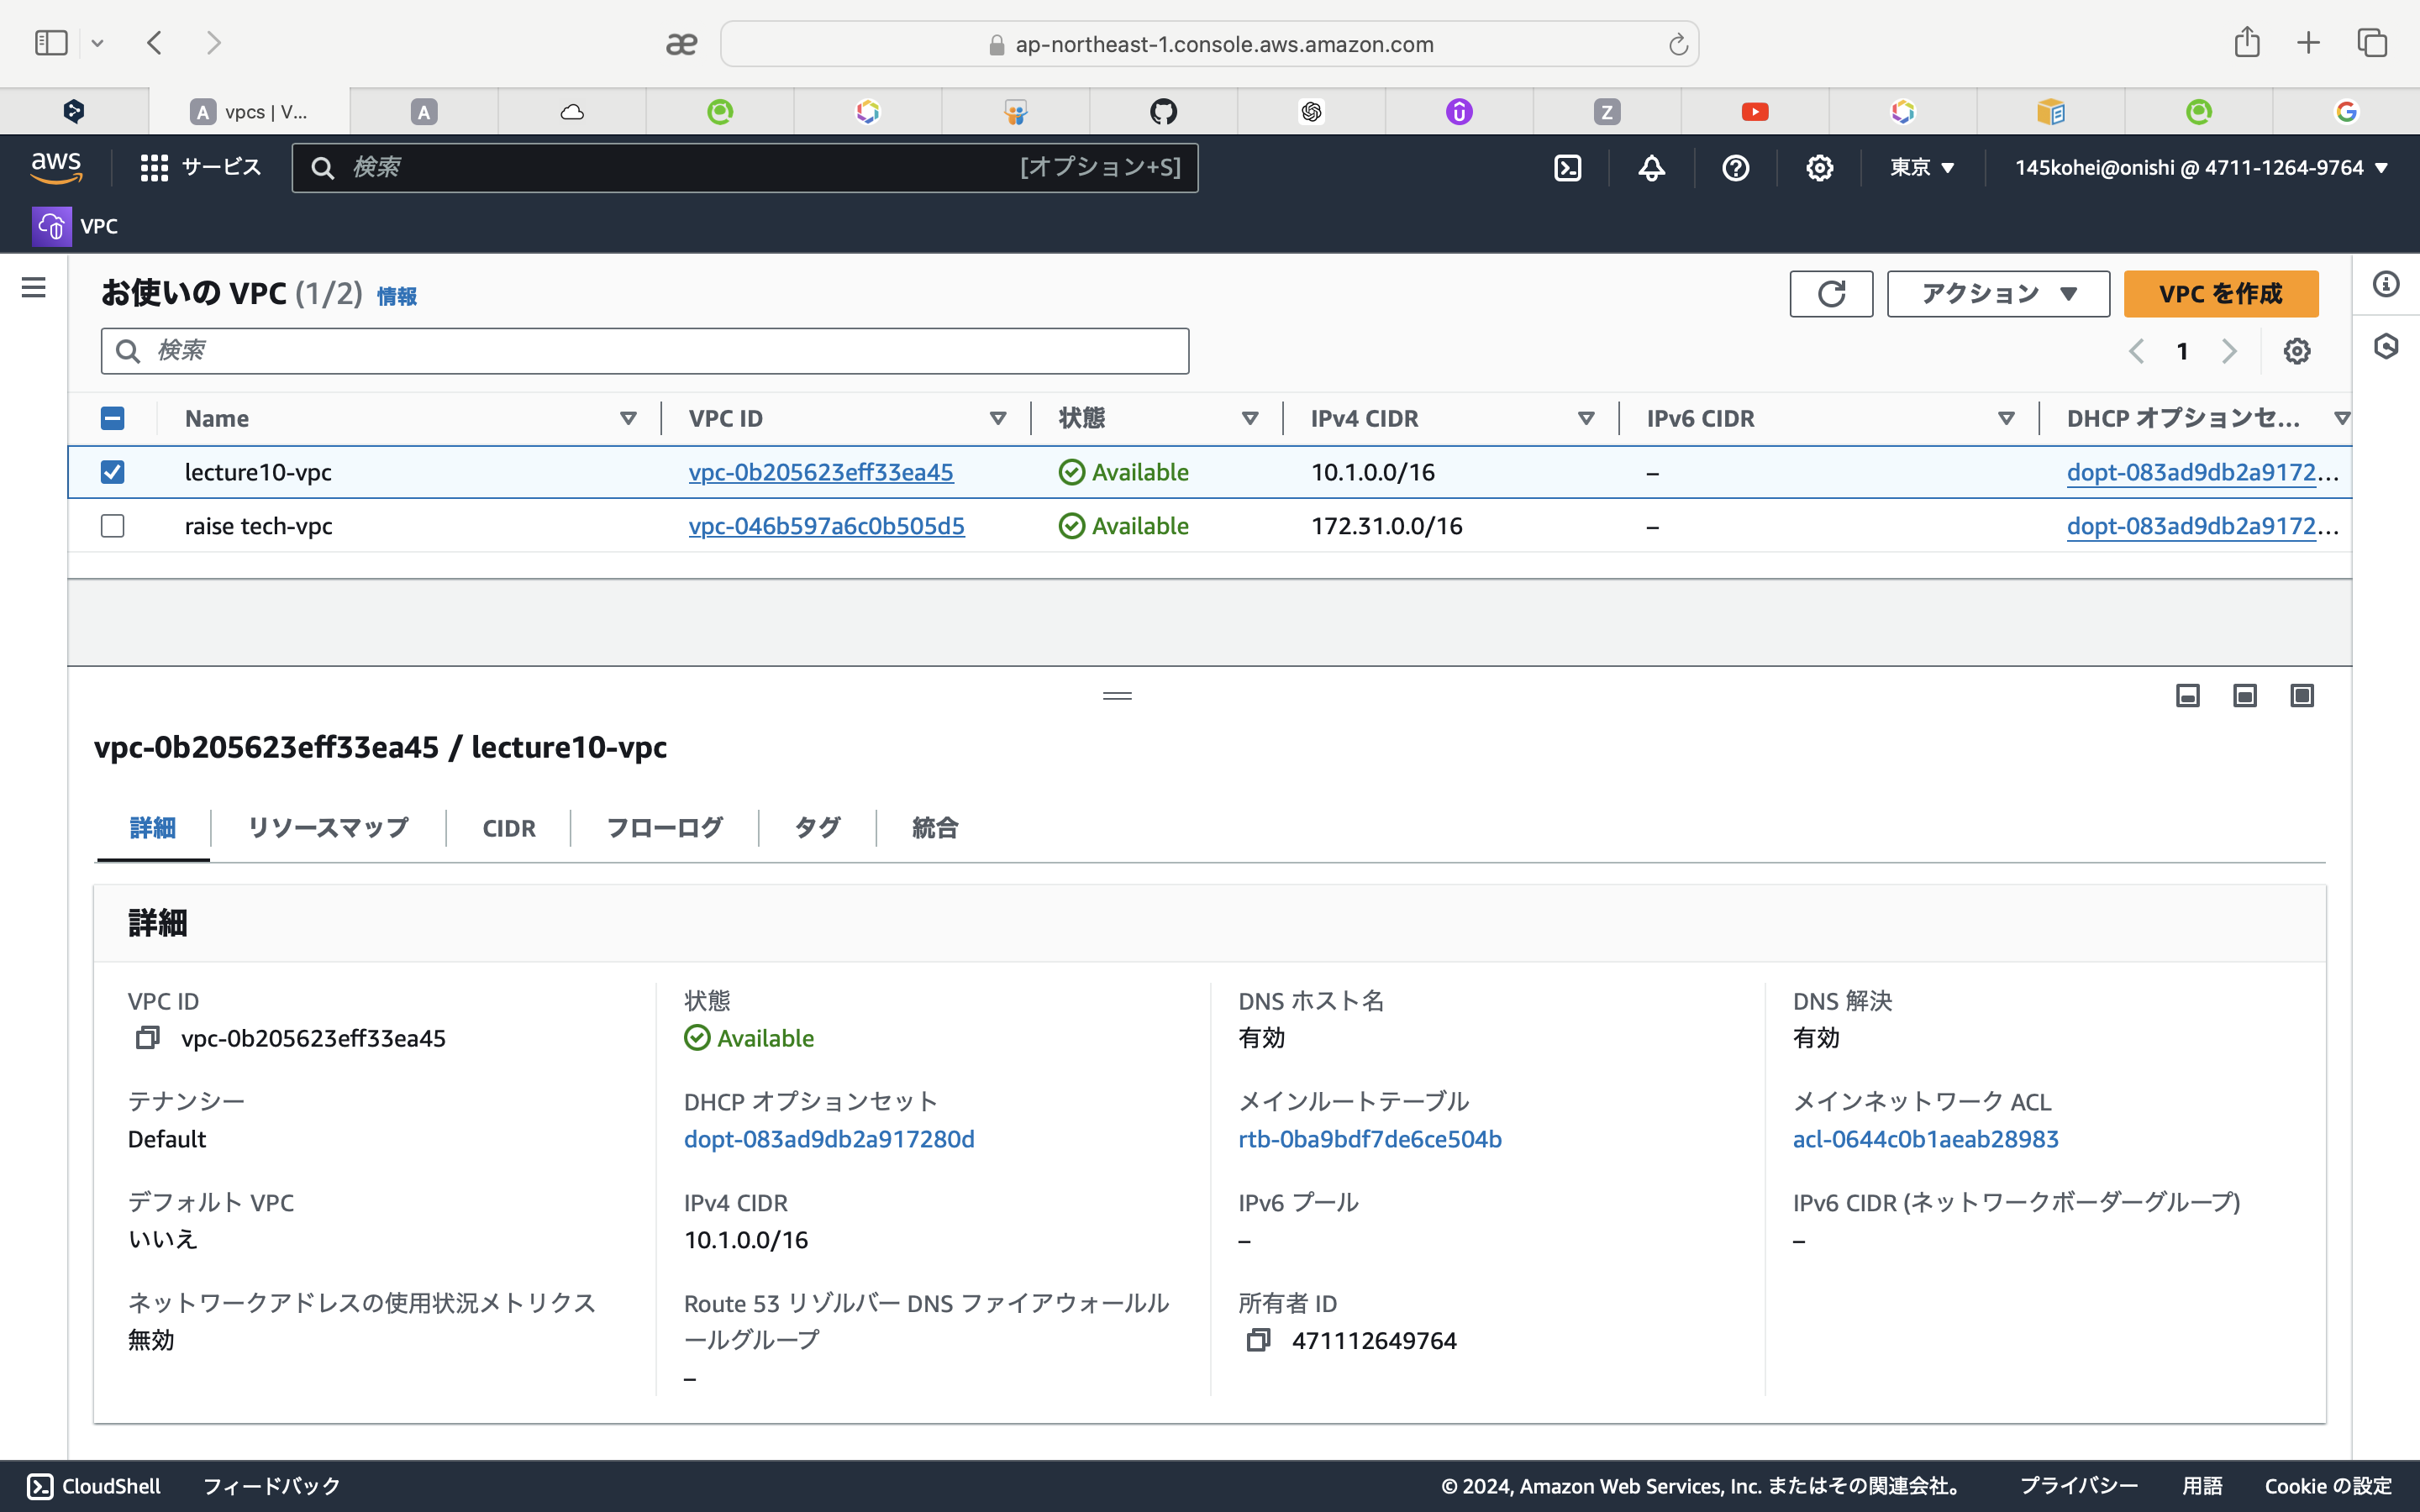 ap-northeast-1.console.aws.amazon.com
A vpcs | V...
A
Z
aws
サービス
検索
[オプション+S]
東京
145kohei@onishi @ 4711-1264-9764
VPC
お使いの VPC (1/2) 情報
アクション
VPC を作成
検索
1
Name VPC ID 状態 IPv4 CIDR IPv6 CIDR DHCP オプションセ...
lecture10-vpc vpc-0b205623eff33ea45 Available 10.1.0.0/16 – dopt-083ad9db2a9172...
raise tech-vpc vpc-046b597a6c0b505d5 Available 172.31.0.0/16 – dopt-083ad9db2a9172...
vpc-0b205623eff33ea45 / lecture10-vpc
詳細 リソースマップ CIDR フローログ タグ 統合
詳細
VPC ID
vpc-0b205623eff33ea45
状態
Available
DNS ホスト名
有効
DNS 解決
有効
テナンシー
Default
DHCP オプションセット
dopt-083ad9db2a917280d
メインルートテーブル
rtb-0ba9bdf7de6ce504b
メインネットワーク ACL
acl-0644c0b1aeab28983
デフォルト VPC
いいえ
IPv4 CIDR
10.1.0.0/16
IPv6 プール
–
IPv6 CIDR (ネットワークボーダーグループ)
–
ネットワークアドレスの使用状況メトリクス
無効
Route 53 リゾルバー DNS ファイアウォールル
ールグループ
–
所有者 ID
471112649764
CloudShell フィードバック
© 2024, Amazon Web Services, Inc. またはその関連会社。 プライバシー 用語 Cookie の設定